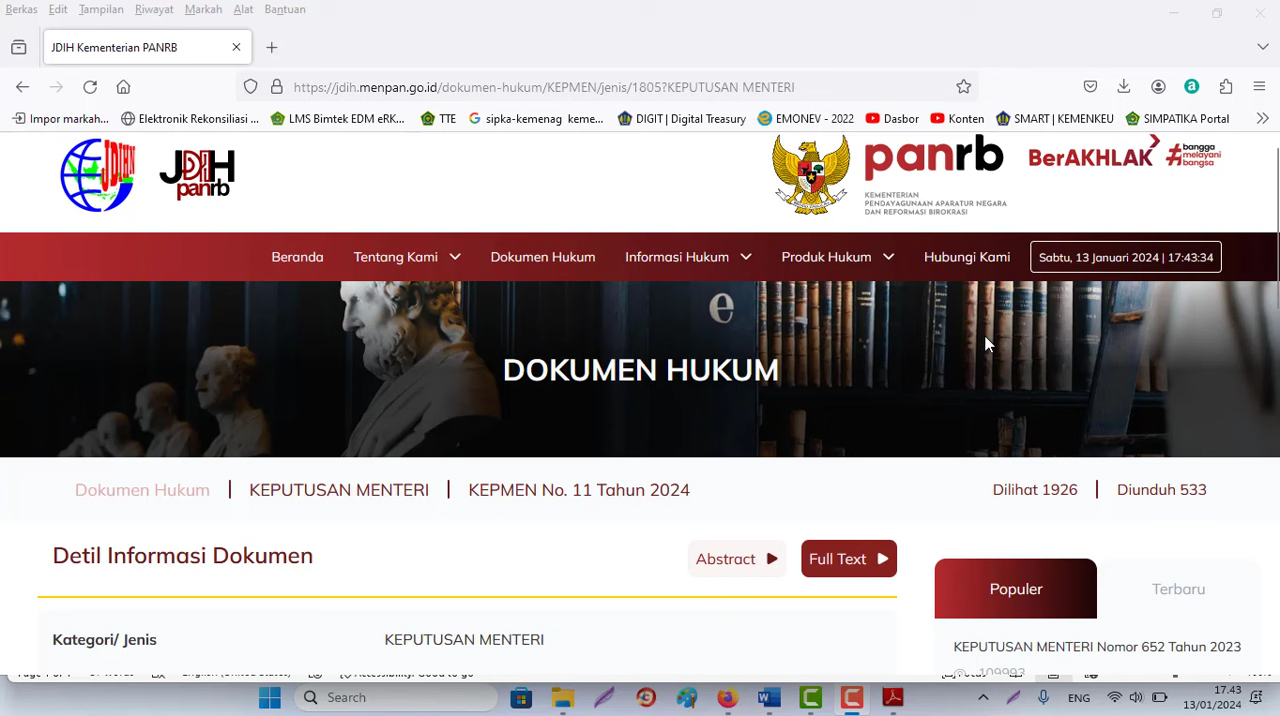 Berkas Edit Tampilan Riwayat Markah Alat Bantuan
JDIH Kementerian PANRB
https://jdih.menpan.go.id/dokumen-hukum/KEPMEN/jenis/1805?KEPUTUSAN MENTERI
Impor markah... Elektronik Rekonsiliasi ... LMS Bimtek EDM eRK... TTE sipka-kemenag keme... DIGIT | Digital Treasury EMONEV - 2022 Dasbor Konten SMART | KEMENKEU SIMPATIKA Portal
JDIHN
JDIH
panrb
panrb
KEMENTERIAN
PENDAYAGUNAAN APARATUR NEGARA
DAN REFORMASI BIROKRASI
BerAKHLAK
#bangga
melayani
bangsa
Beranda Tentang Kami Dokumen Hukum Informasi Hukum Produk Hukum Hubungi Kami Sabtu, 13 Januari 2024 | 17:43:34
e
DOKUMEN HUKUM
Dokumen Hukum | KEPUTUSAN MENTERI | KEPMEN No. 11 Tahun 2024 Dilihat 1926 | Diunduh 533
Detil Informasi Dokumen
Abstract Full Text
Populer Terbaru
Kategori/ Jenis KEPUTUSAN MENTERI
KEPUTUSAN MENTERI Nomor 652 Tahun 2023
109993
Search
ENG
17.43
13/01/2024